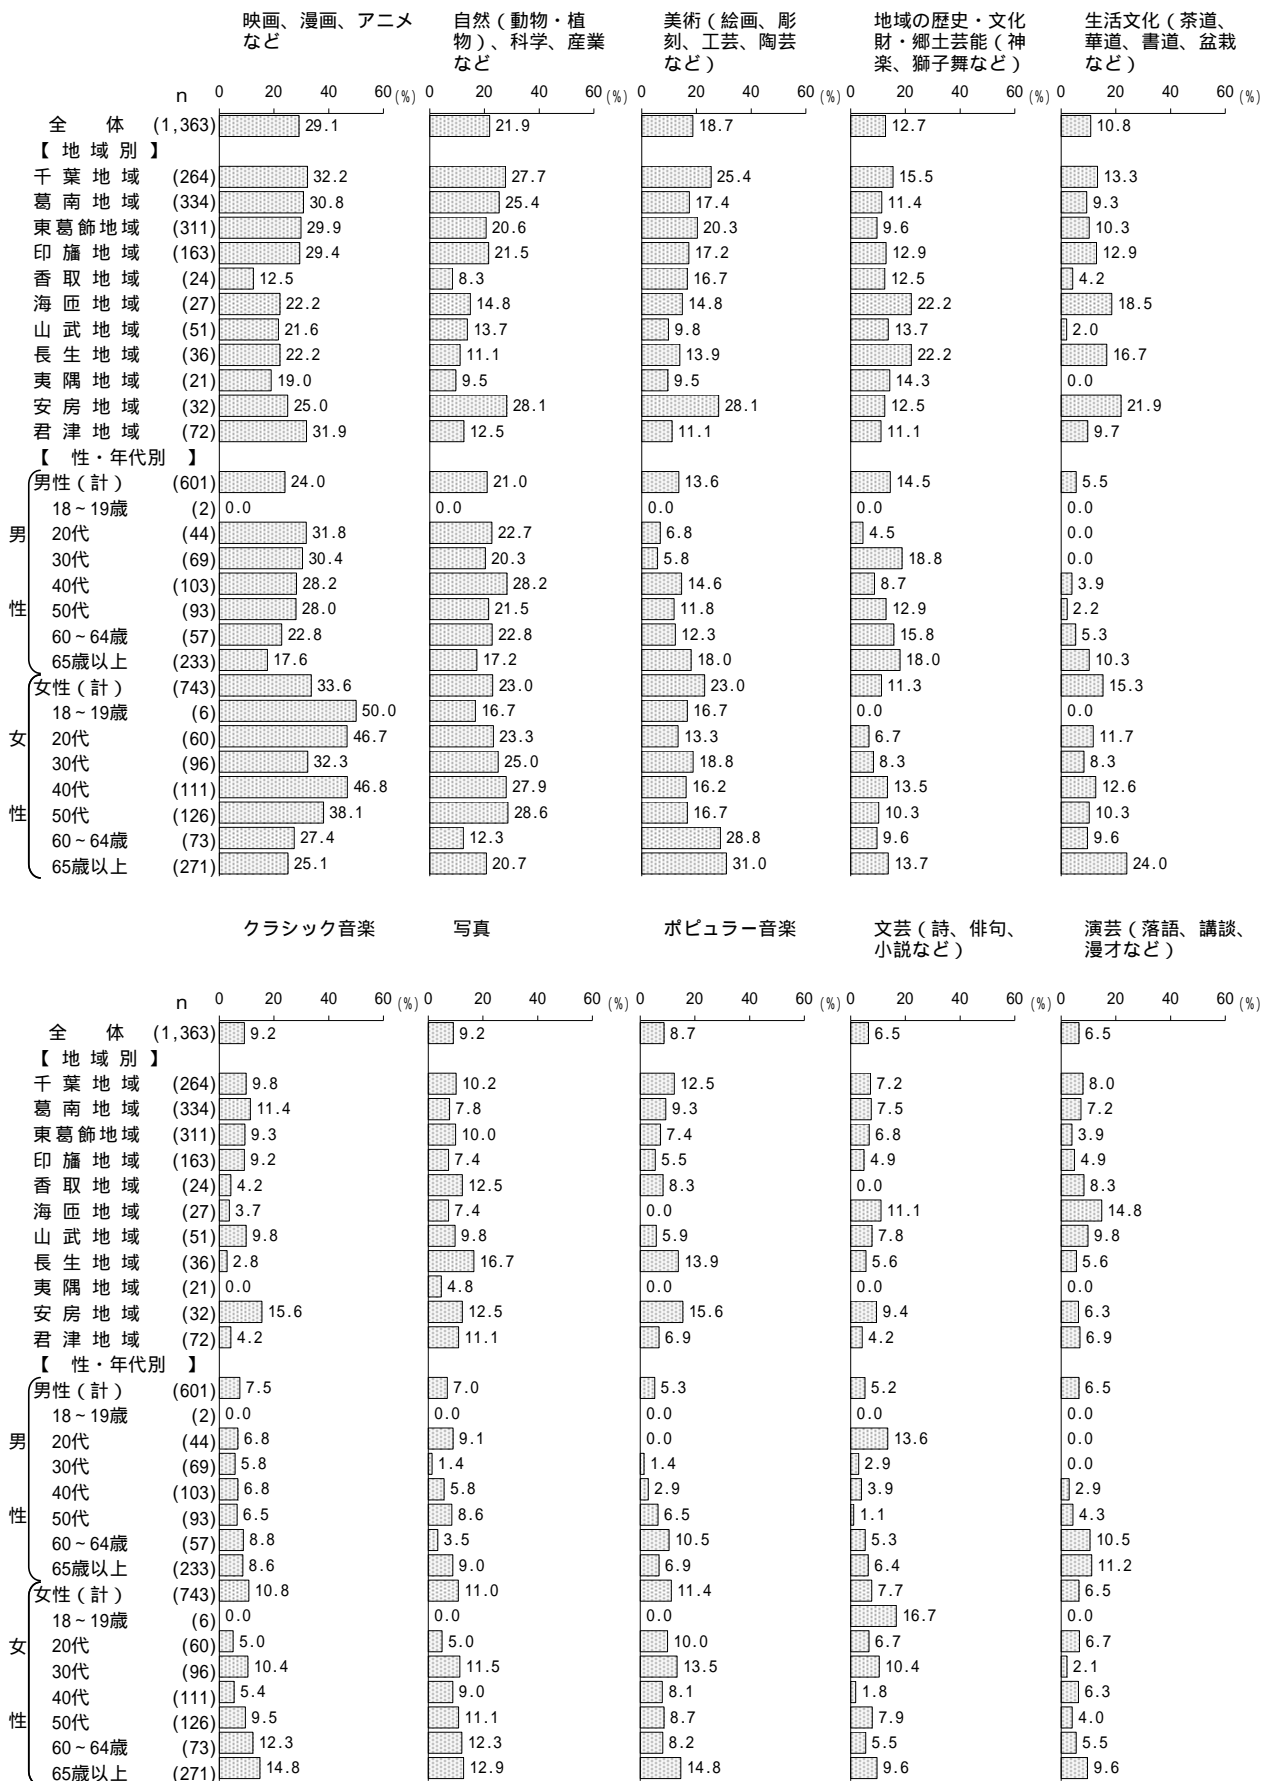 映画、漫画、アニメ 自然（動物・植 美術（絵画、彫 地域の歴史・文化 生活文化（茶道、
など 物）、科学、産業 刻、工芸、陶芸 財・郷土芸能（神 華道、書道、盆栽
など など） 楽、獅子舞など） など）
n 0 20 40 60 (%) 0 20 40 60 (%) 0 20 40 60 (%) 0 20 40 60 (%) 0 20 40 60 (%)
全 体 (1,363) 29.1 21.9 18.7 12.7 10.8
【 地 域 別 】
千 葉 地 域 (264) 32.2 27.7 25.4 15.5 13.3
葛 南 地 域 (334) 30.8 25.4 17.4 11.4 9.3
東葛飾地域 (311) 29.9 20.6 20.3 9.6 10.3
印 旛 地 域 (163) 29.4 21.5 17.2 12.9 12.9
香 取 地 域 (24) 12.5 8.3 16.7 12.5 4.2
海 匝 地 域 (27) 22.2 14.8 14.8 22.2 18.5
山 武 地 域 (51) 21.6 13.7 9.8 13.7 2.0
長 生 地 域 (36) 22.2 11.1 13.9 22.2 16.7
夷 隅 地 域 (21) 19.0 9.5 9.5 14.3 0.0
安 房 地 域 (32) 25.0 28.1 28.1 12.5 21.9
君 津 地 域 (72) 31.9 12.5 11.1 11.1 9.7
【 性・年代別 】
男性（計） (601) 24.0 21.0 13.6 14.5 5.5
18~19歳 (2) 0.0 0.0 0.0 0.0 0.0
男 20代 (44) 31.8 22.7 6.8 4.5 0.0
30代 (69) 30.4 20.3 5.8 18.8 0.0
40代 (103) 28.2 28.2 14.6 8.7 3.9
性 50代 (93) 28.0 21.5 11.8 12.9 2.2
60~64歳 (57) 22.8 22.8 12.3 15.8 5.3
65歳以上 (233) 17.6 17.2 18.0 18.0 10.3
女性（計） (743) 33.6 23.0 23.0 11.3 15.3
18~19歳 (6) 50.0 16.7 16.7 0.0 0.0
女 20代 (60) 46.7 23.3 13.3 6.7 11.7
30代 (96) 32.3 25.0 18.8 8.3 8.3
40代 (111) 46.8 27.9 16.2 13.5 12.6
性 50代 (126) 38.1 28.6 16.7 10.3 10.3
60~64歳 (73) 27.4 12.3 28.8 9.6 9.6
65歳以上 (271) 25.1 20.7 31.0 13.7 24.0
クラシック音楽 写真 ポピュラー音楽 文芸（詩、俳句、 演芸（落語、講談、
小説など） 漫才など）
n 0 20 40 60 (%) 0 20 40 60 (%) 0 20 40 60 (%) 0 20 40 60 (%) 0 20 40 60 (%)
全 体 (1,363) 9.2 9.2 8.7 6.5 6.5
【 地 域 別 】
千 葉 地 域 (264) 9.8 10.2 12.5 7.2 8.0
葛 南 地 域 (334) 11.4 7.8 9.3 7.5 7.2
東葛飾地域 (311) 9.3 10.0 7.4 6.8 3.9
印 旛 地 域 (163) 9.2 7.4 5.5 4.9 4.9
香 取 地 域 (24) 4.2 12.5 8.3 0.0 8.3
海 匝 地 域 (27) 3.7 7.4 0.0 11.1 14.8
山 武 地 域 (51) 9.8 9.8 5.9 7.8 9.8
長 生 地 域 (36) 2.8 16.7 13.9 5.6 5.6
夷 隅 地 域 (21) 0.0 4.8 0.0 0.0 0.0
安 房 地 域 (32) 15.6 12.5 15.6 9.4 6.3
君 津 地 域 (72) 4.2 11.1 6.9 4.2 6.9
【 性・年代別 】
男性（計） (601) 7.5 7.0 5.3 5.2 6.5
18~19歳 (2) 0.0 0.0 0.0 0.0 0.0
男 20代 (44) 6.8 9.1 0.0 13.6 0.0
30代 (69) 5.8 1.4 1.4 2.9 0.0
40代 (103) 6.8 5.8 2.9 3.9 2.9
性 50代 (93) 6.5 8.6 6.5 1.1 4.3
60~64歳 (57) 8.8 3.5 10.5 5.3 10.5
65歳以上 (233) 8.6 9.0 6.9 6.4 11.2
女性（計） (743) 10.8 11.0 11.4 7.7 6.5
18~19歳 (6) 0.0 0.0 0.0 16.7 0.0
女 20代 (60) 5.0 5.0 10.0 6.7 6.7
30代 (96) 10.4 11.5 13.5 10.4 2.1
40代 (111) 5.4 9.0 8.1 1.8 6.3
性 50代 (126) 9.5 11.1 8.7 7.9 4.0
60~64歳 (73) 12.3 12.3 8.2 5.5 5.5
65歳以上 (271) 14.8 12.9 14.8 9.6 9.6